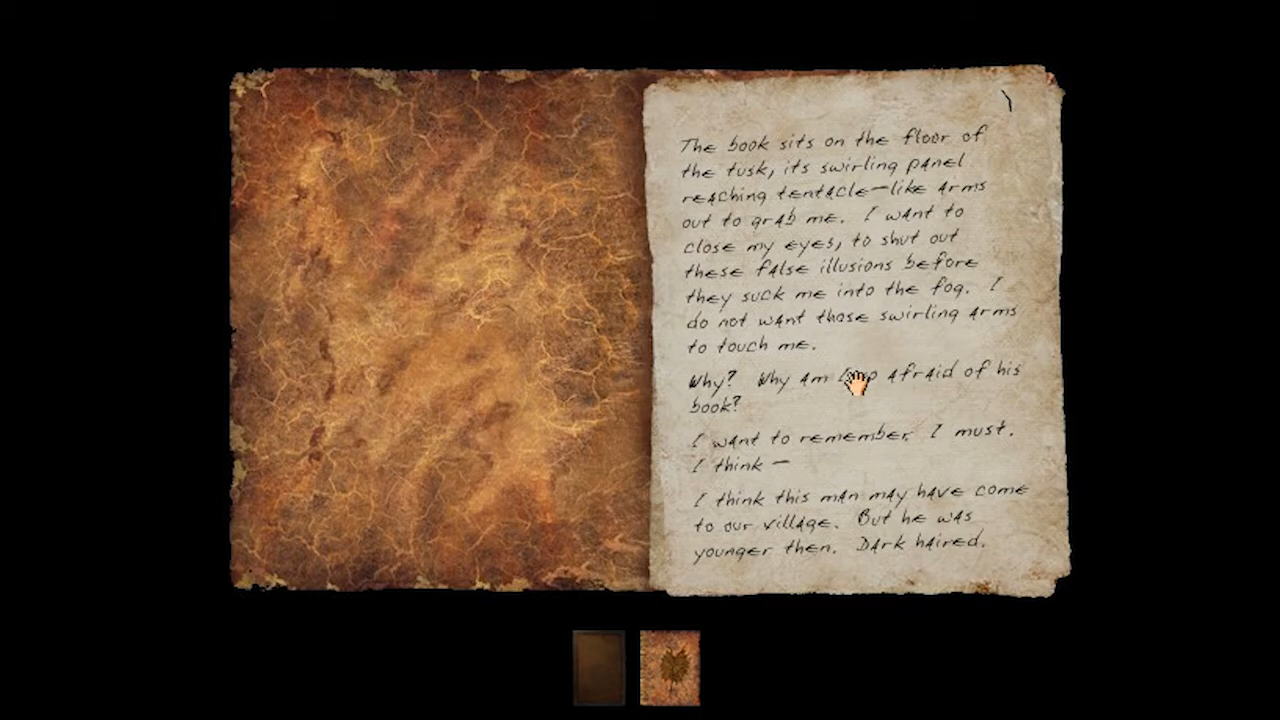 The book sits on the floor of
the tusk, its swirling panel
reaching tentacle-like arms
out to grab me. I want to
close my eyes, to shut out
these false illusions before
they suck me into the fog. I
do not want those swirling arms
to touch me.
Why? Why am I afraid of his
book?
I want to remember. I must.
I think —
I think this man may have come
to our village. But he was
younger then. Dark haired.